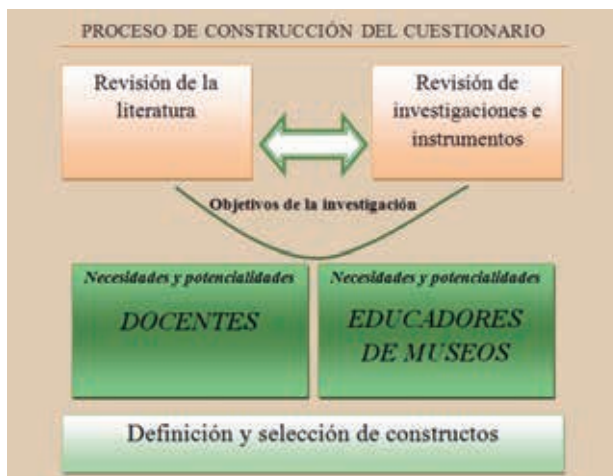 PROCESO DE CONSTRUCCIÓN DEL CUESTIONARIO
Revisión de la
literatura
Revisión de
investigaciones e
instrumentos
Objetivos de la investigación
Necesidades y potencialidades
DOCENTES
Necesidades y potencialidades
EDUCADORES
DE MUSEOS
Definición y selección de constructos